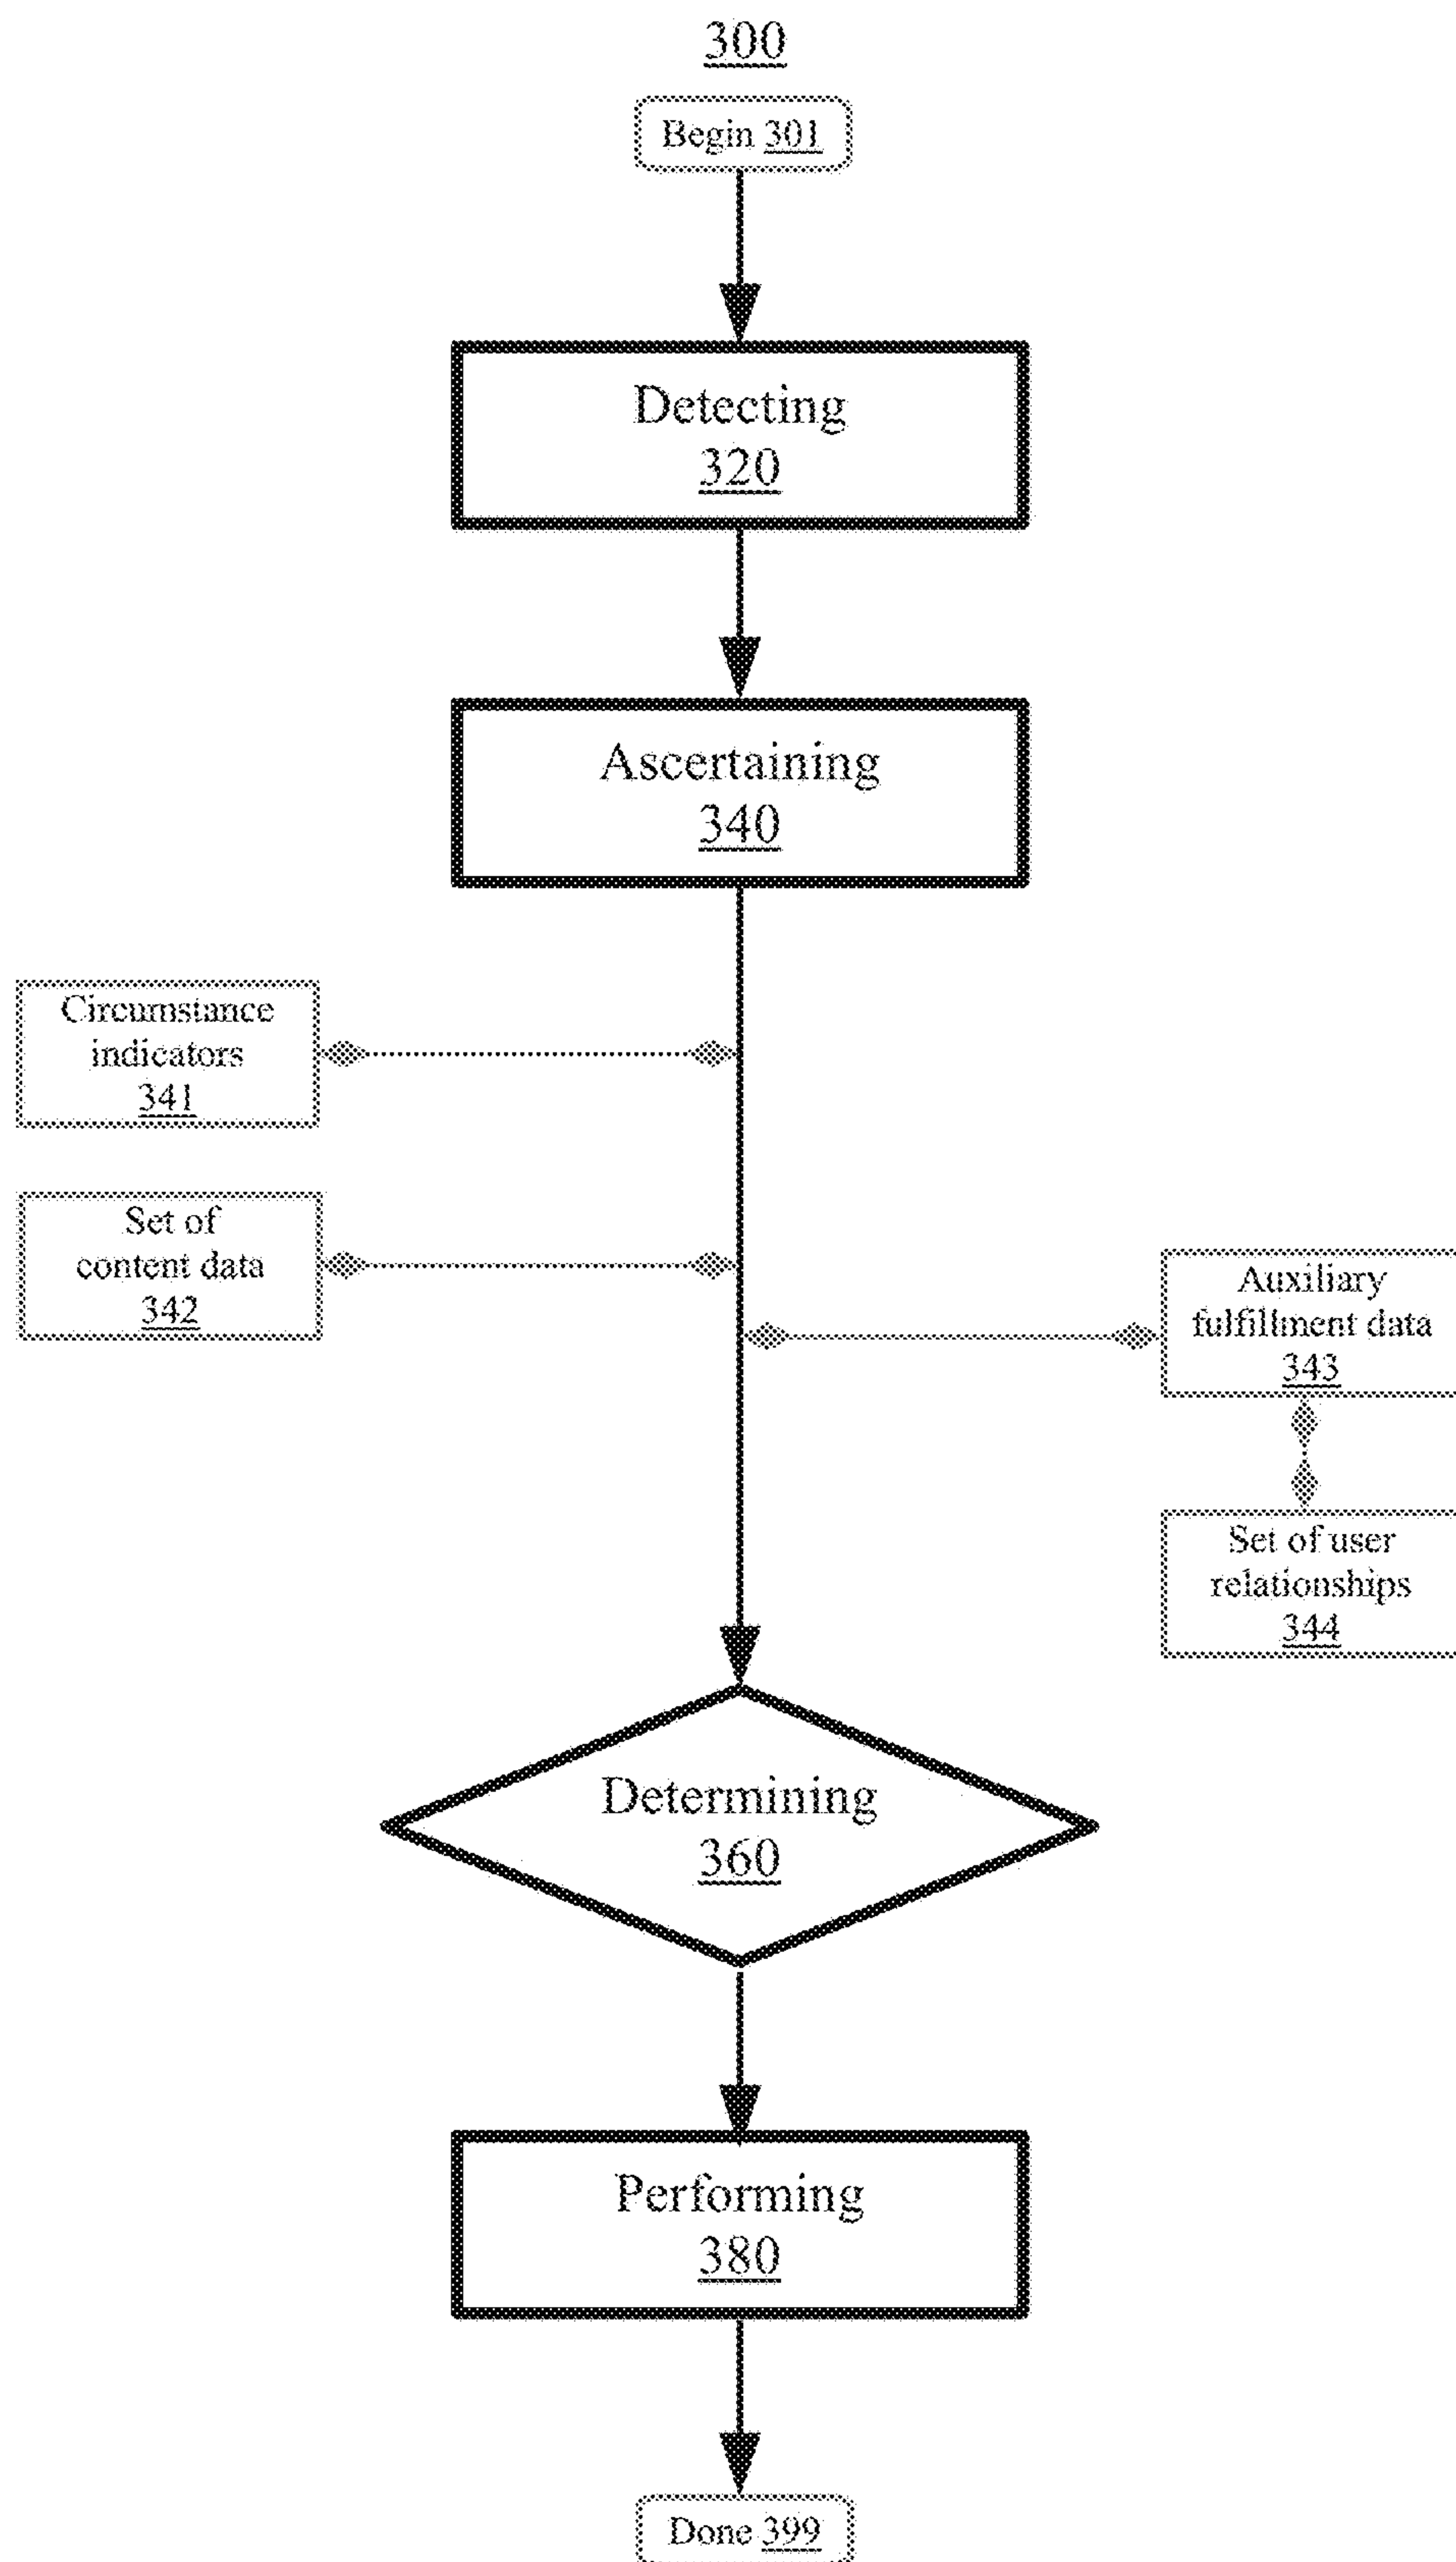 300
Begin 301
Detecting
320
Ascertaining
340
Circumstance
indicators
341
Set of
content data
342
Auxiliary
fulfillment data
343
Set of user
relationships
344
Determining
360
Performing
380
Done 399